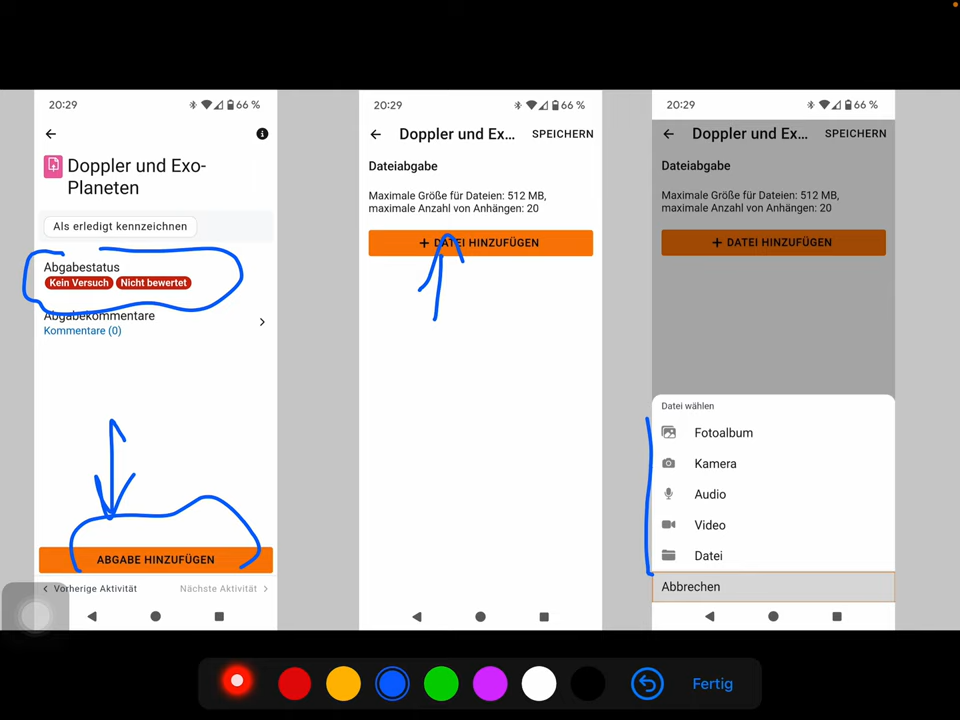 20:29
66 %
Doppler und Exo-
Planeten
Als erledigt kennzeichnen
Abgabestatus
Kein Versuch Nicht bewertet
Abgabekommentare
Kommentare (0)
ABGABE HINZUFÜGEN
Vorherige Aktivität Nächste Aktivität
20:29
66 %
Doppler und Ex... SPEICHERN
Dateiabgabe
Maximale Größe für Dateien: 512 MB,
maximale Anzahl von Anhängen: 20
+ DATEI HINZUFÜGEN
20:29
66 %
Doppler und Ex... SPEICHERN
Dateiabgabe
Maximale Größe für Dateien: 512 MB,
maximale Anzahl von Anhängen: 20
+ DATEI HINZUFÜGEN
Datei wählen
Fotoalbum
Kamera
Audio
Video
Datei
Abbrechen
Fertig